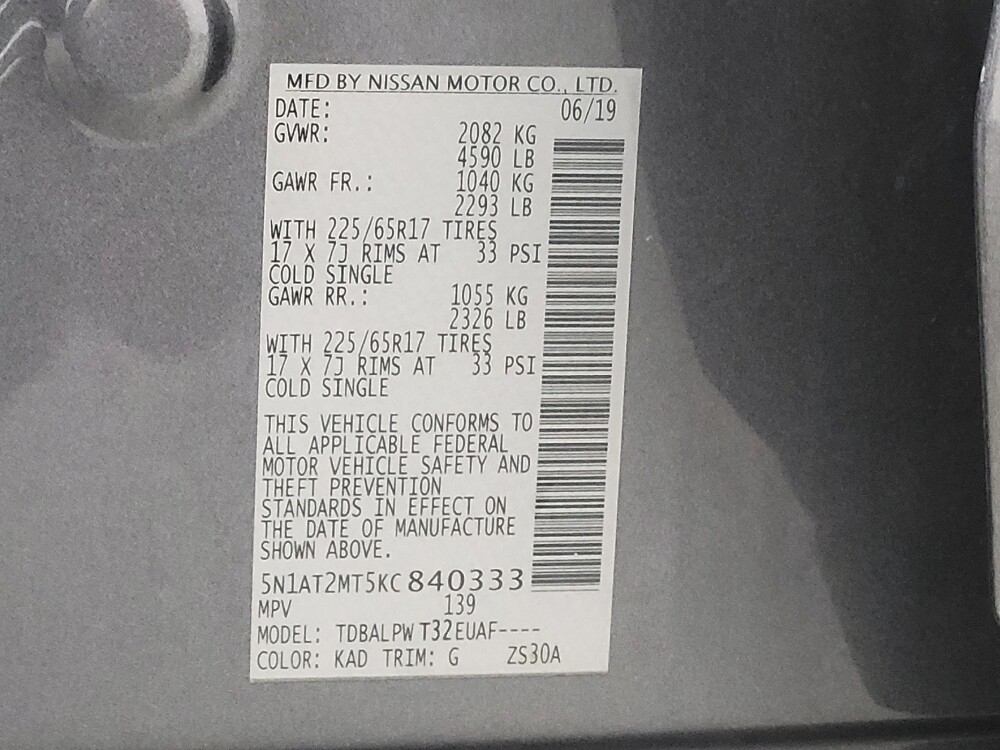 MFD BY NISSAN MOTOR CO., LTD.
DATE: 06/19
GVWR: 2082 KG
4590 LB
GAWR FR.: 1040 KG
2293 LB
WITH 225/65R17 TIRES
17 X 7J RIMS AT 33 PSI
COLD SINGLE
GAWR RR.: 1055 KG
2326 LB
WITH 225/65R17 TIRES
17 X 7J RIMS AT 33 PSI
COLD SINGLE
THIS VEHICLE CONFORMS TO
ALL APPLICABLE FEDERAL
MOTOR VEHICLE SAFETY AND
THEFT PREVENTION
STANDARDS IN EFFECT ON
THE DATE OF MANUFACTURE
SHOWN ABOVE.
5N1AT2MT5KC840333
MPV 139
MODEL: TDBALPW T32EUAF----
COLOR: KAD TRIM: G ZS30A